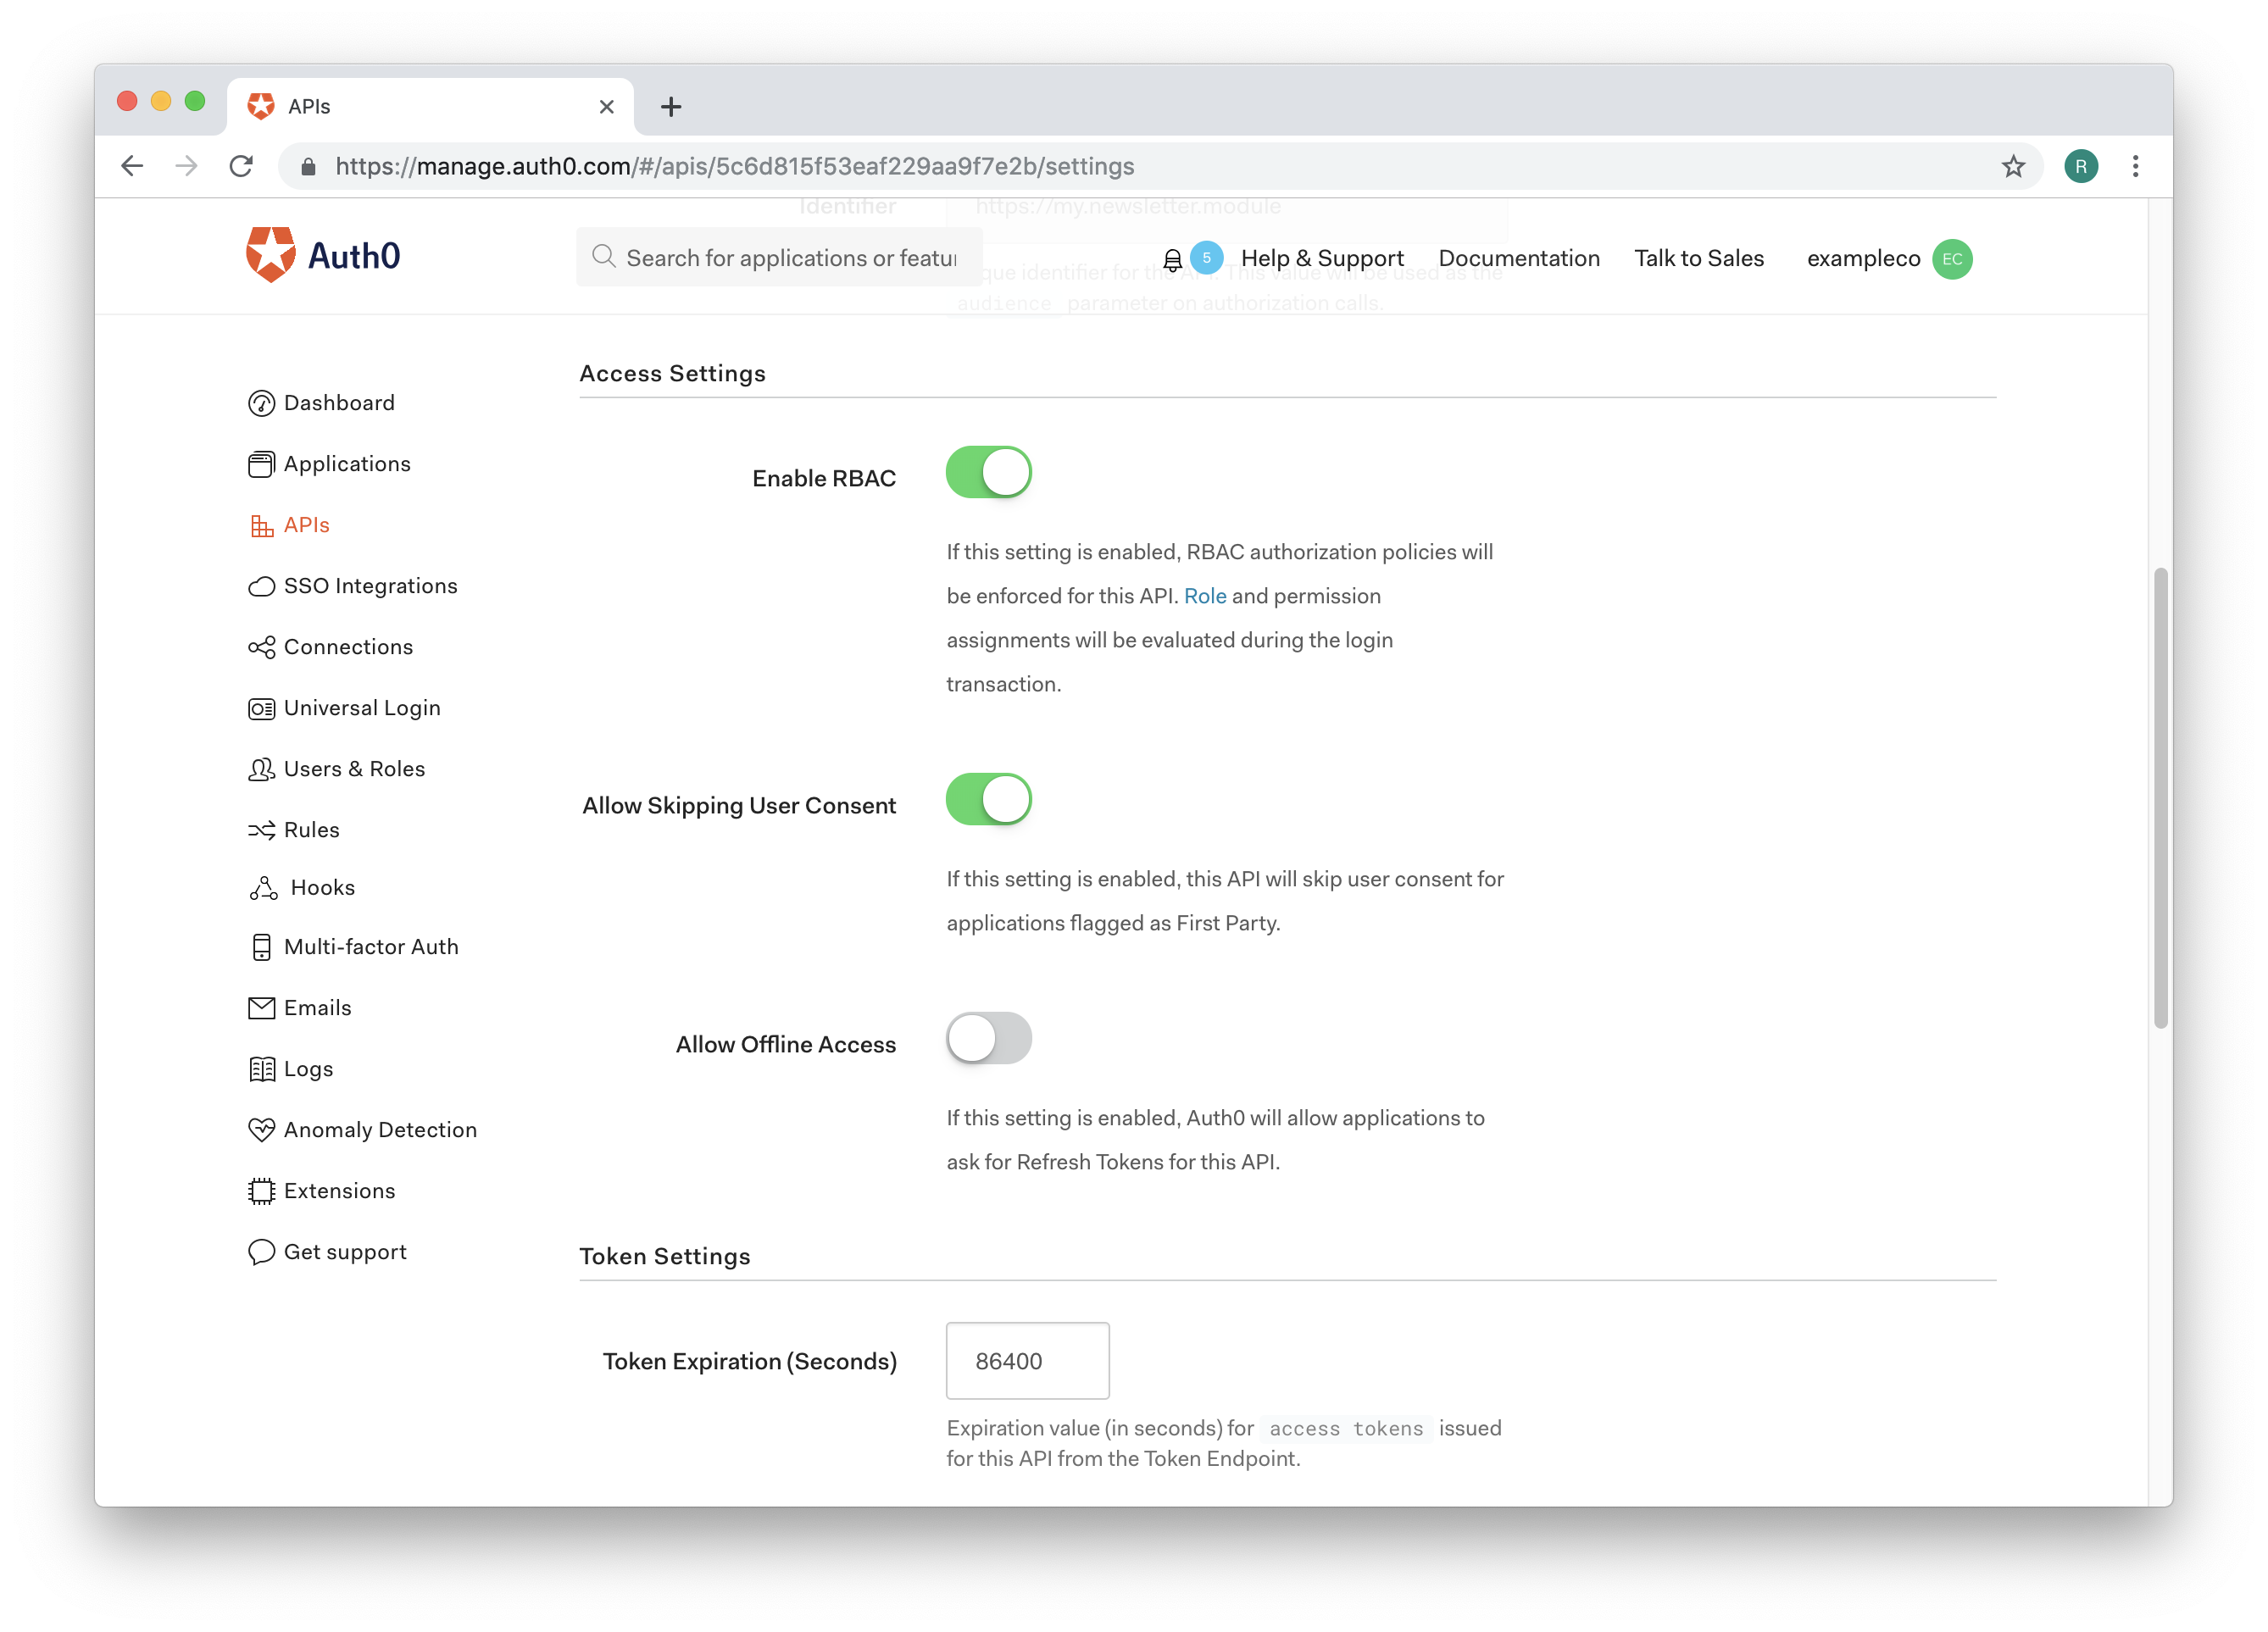 APIs
https://manage.auth0.com/#/apis/5c6d815f53eaf229aa9f7e2b/settings
R
Identifier
https://my.newsletter.module
Auth0
Search for applications or featur
5
Help & Support
Documentation
Talk to Sales
exampleco
EC
que identifier for the API. This value will be used as the
audience parameter on authorization calls.
Dashboard
Applications
APIs
SSO Integrations
Connections
Universal Login
Users & Roles
Rules
Hooks
Multi-factor Auth
Emails
Logs
Anomaly Detection
Extensions
Get support
Access Settings
Enable RBAC
If this setting is enabled, RBAC authorization policies will
be enforced for this API. Role and permission
assignments will be evaluated during the login
transaction.
Allow Skipping User Consent
If this setting is enabled, this API will skip user consent for
applications flagged as First Party.
Allow Offline Access
If this setting is enabled, Auth0 will allow applications to
ask for Refresh Tokens for this API.
Token Settings
Token Expiration (Seconds)
86400
Expiration value (in seconds) for access tokens issued
for this API from the Token Endpoint.